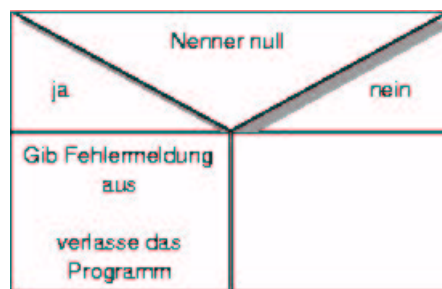 Nenner null
ja
nein
Gib Fehlermeldung
aus
verlasse das
Programm